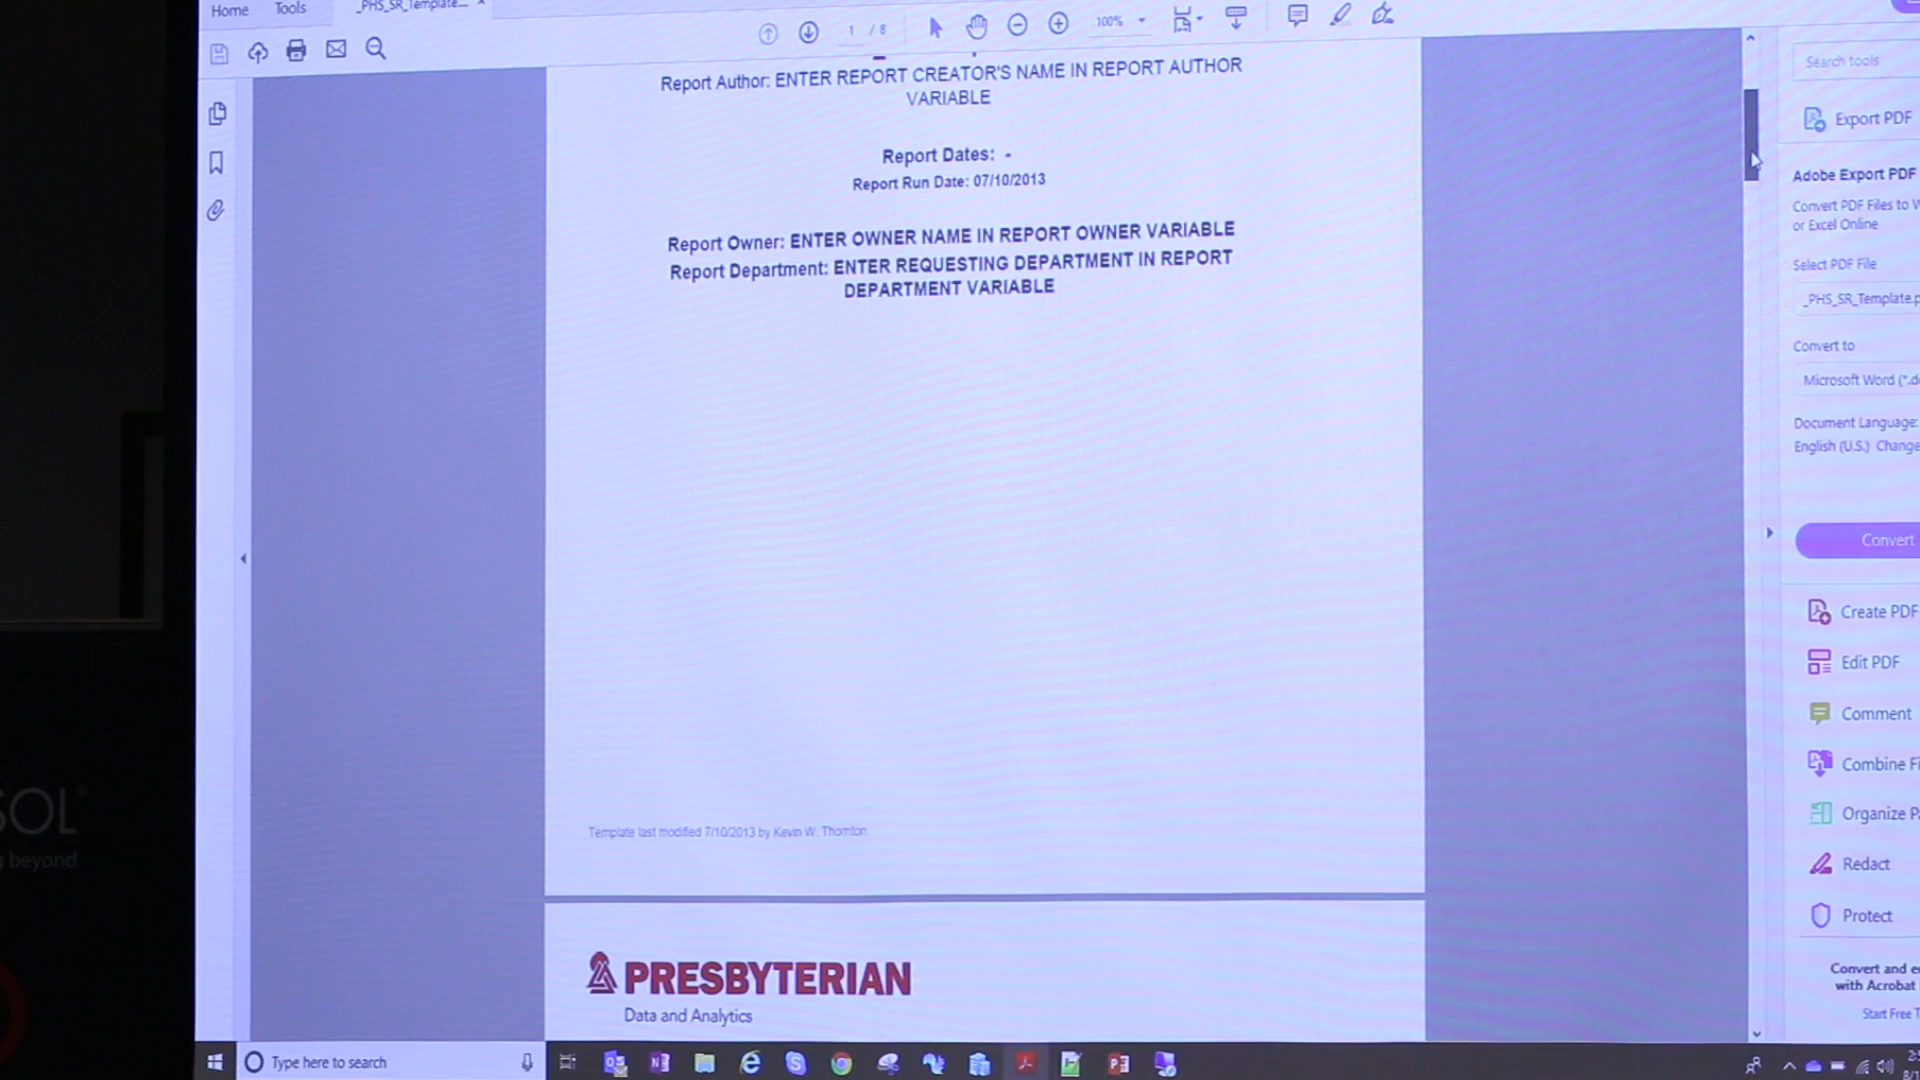 Home Tools _PHS_SR_Template...
1 / 8 100%
Search tools
Report Author: ENTER REPORT CREATOR'S NAME IN REPORT AUTHOR
VARIABLE
Report Dates: -
Report Run Date: 07/10/2013
Report Owner: ENTER OWNER NAME IN REPORT OWNER VARIABLE
Report Department: ENTER REQUESTING DEPARTMENT IN REPORT
DEPARTMENT VARIABLE
Template last modified 7/10/2013 by Kevin W. Thornton
PRESBYTERIAN
Data and Analytics
Export PDF
Adobe Export PDF
Convert PDF Files to W
or Excel Online
Select PDF File
_PHS_SR_Template.p
Convert to
Microsoft Word (*.d
Document Language:
English (U.S.) Change
Convert
Create PDF
Edit PDF
Comment
Combine Fi
Organize Pa
Redact
Protect
Convert and e
with Acrobat
Start Free T
SOL
g beyond
Type here to search